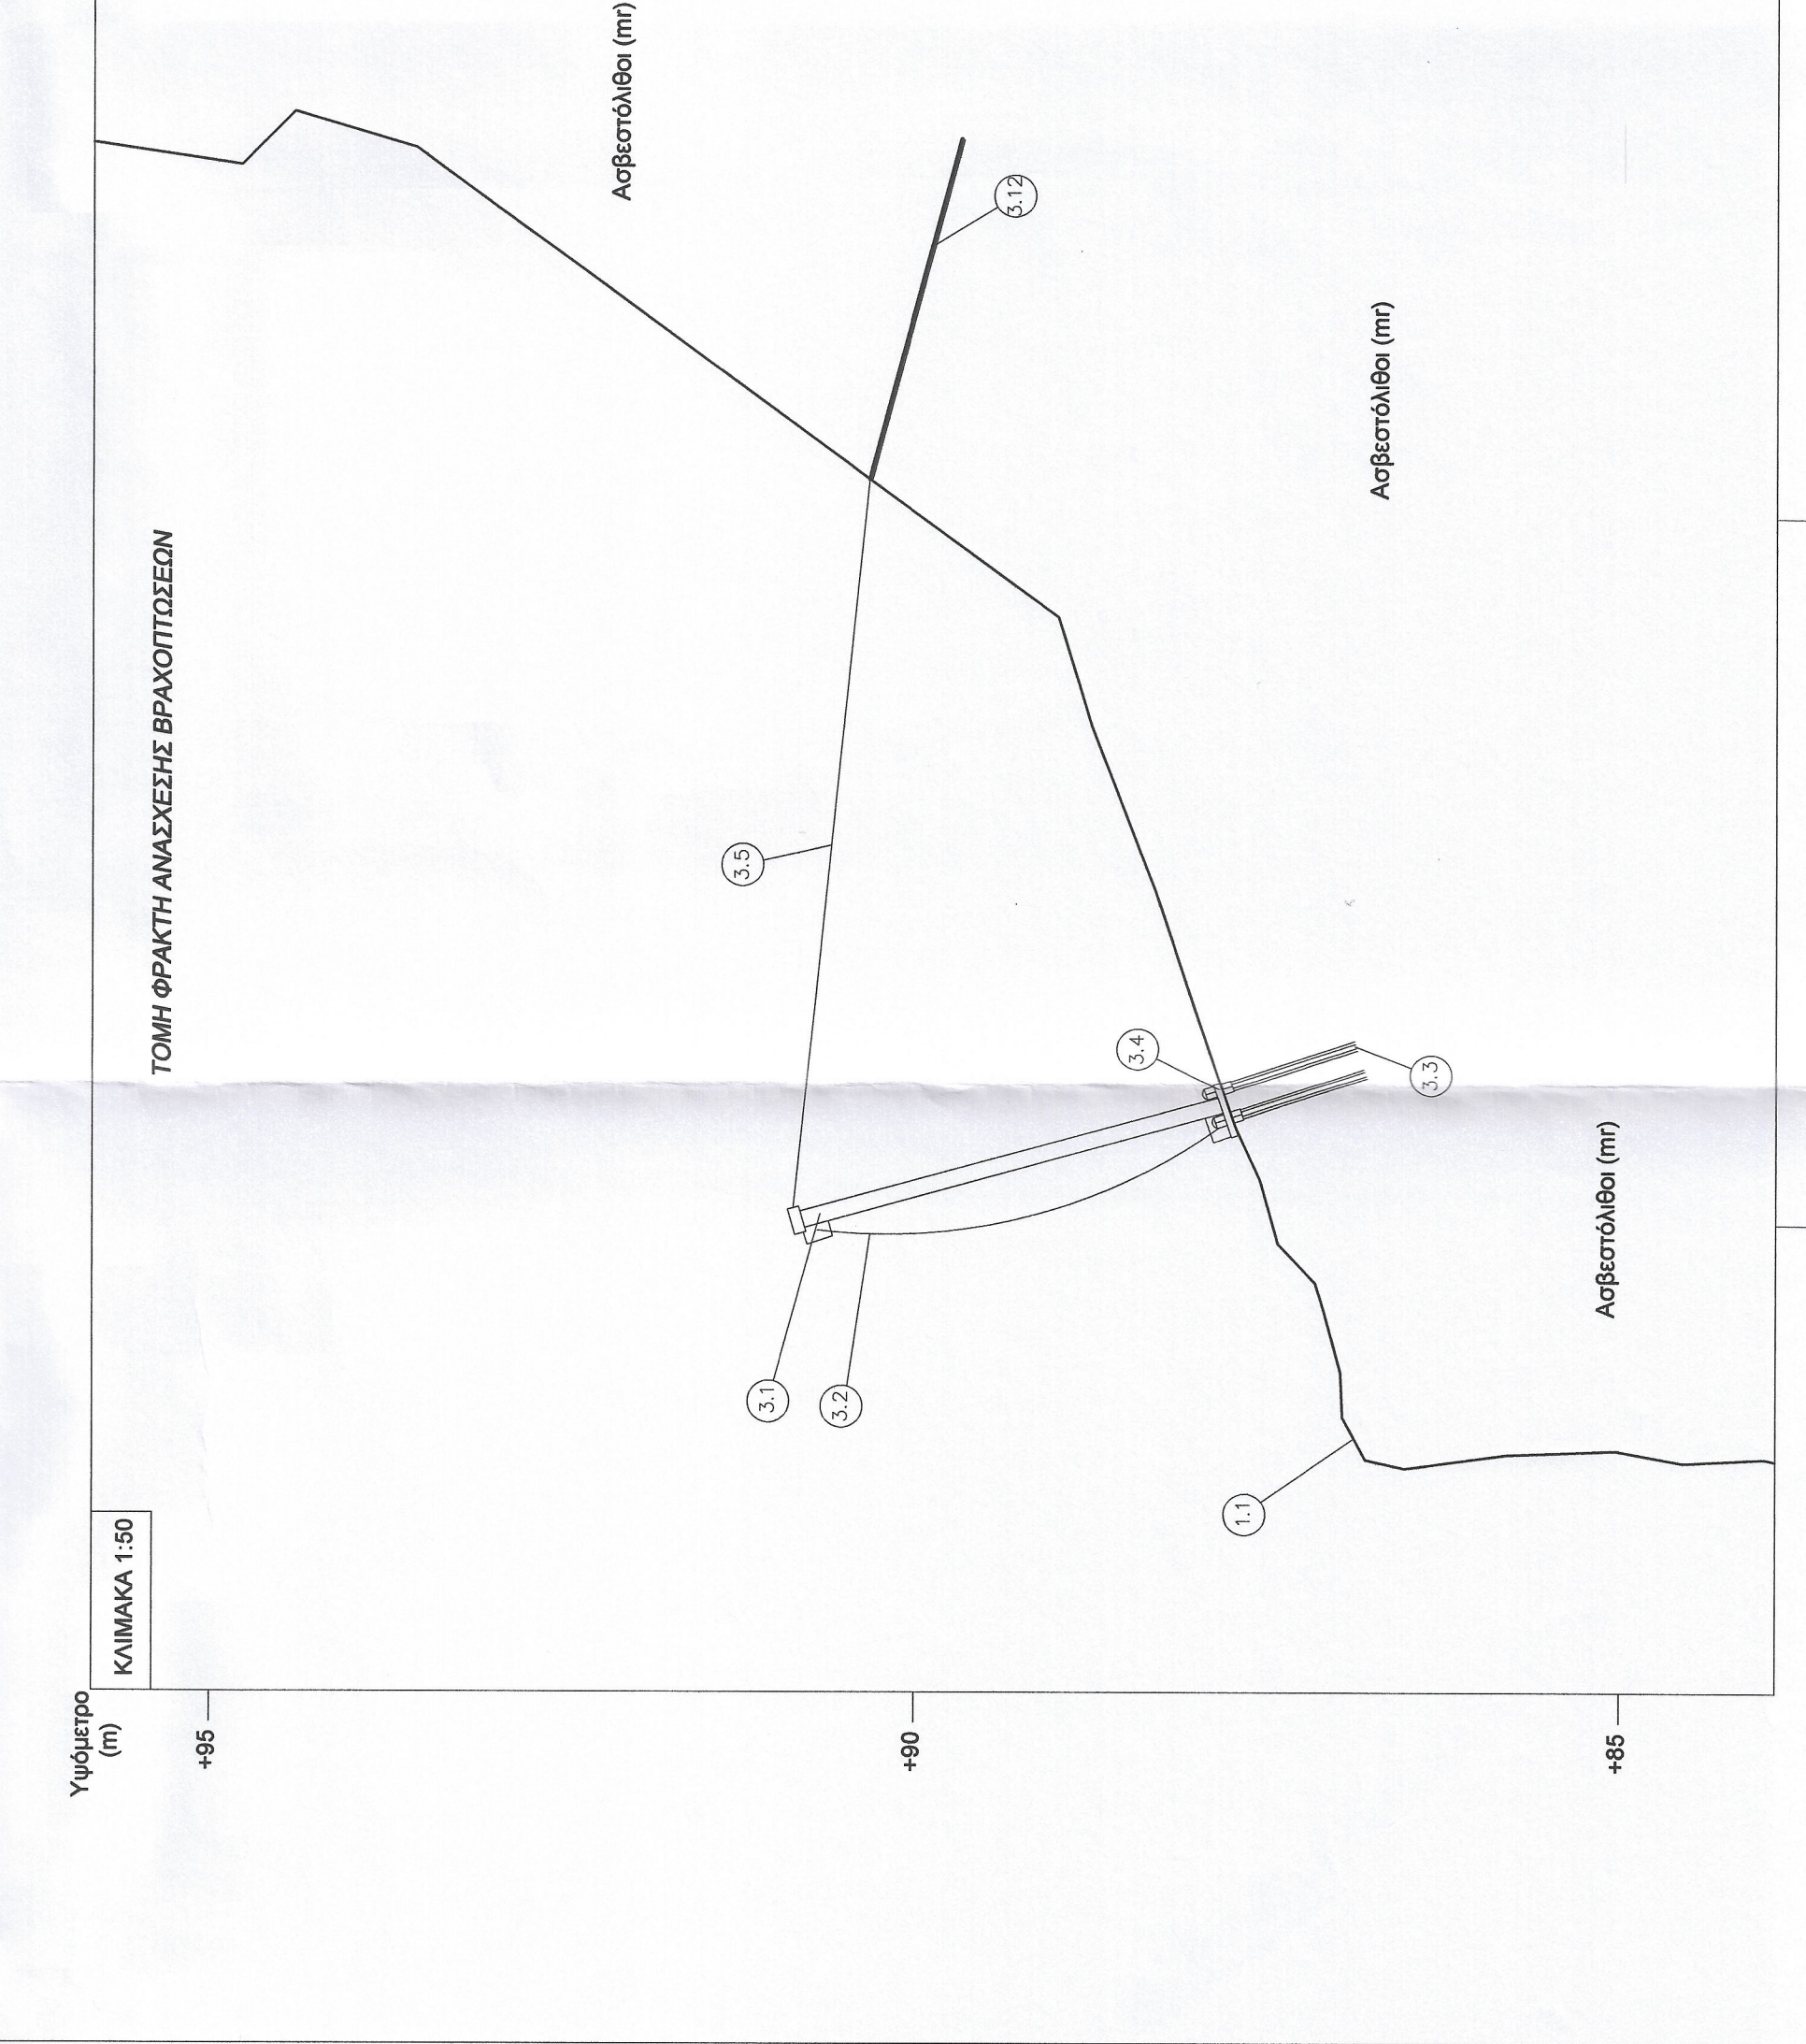 Υψόμετρο
(m)
ΚΛΙΜΑΚΑ 1:50
ΤΟΜΗ ΦΡΑΚΤΗ ΑΝΑΣΧΕΣΗΣ ΒΡΑΧΟΠΤΩΣΕΩΝ
+95
Ασβεστόλιθοι (mr)
3.5
3.1
3.2
+90
3.12
3.4
1.1
Ασβεστόλιθοι (mr)
3.3
Ασβεστόλιθοι (mr)
+85